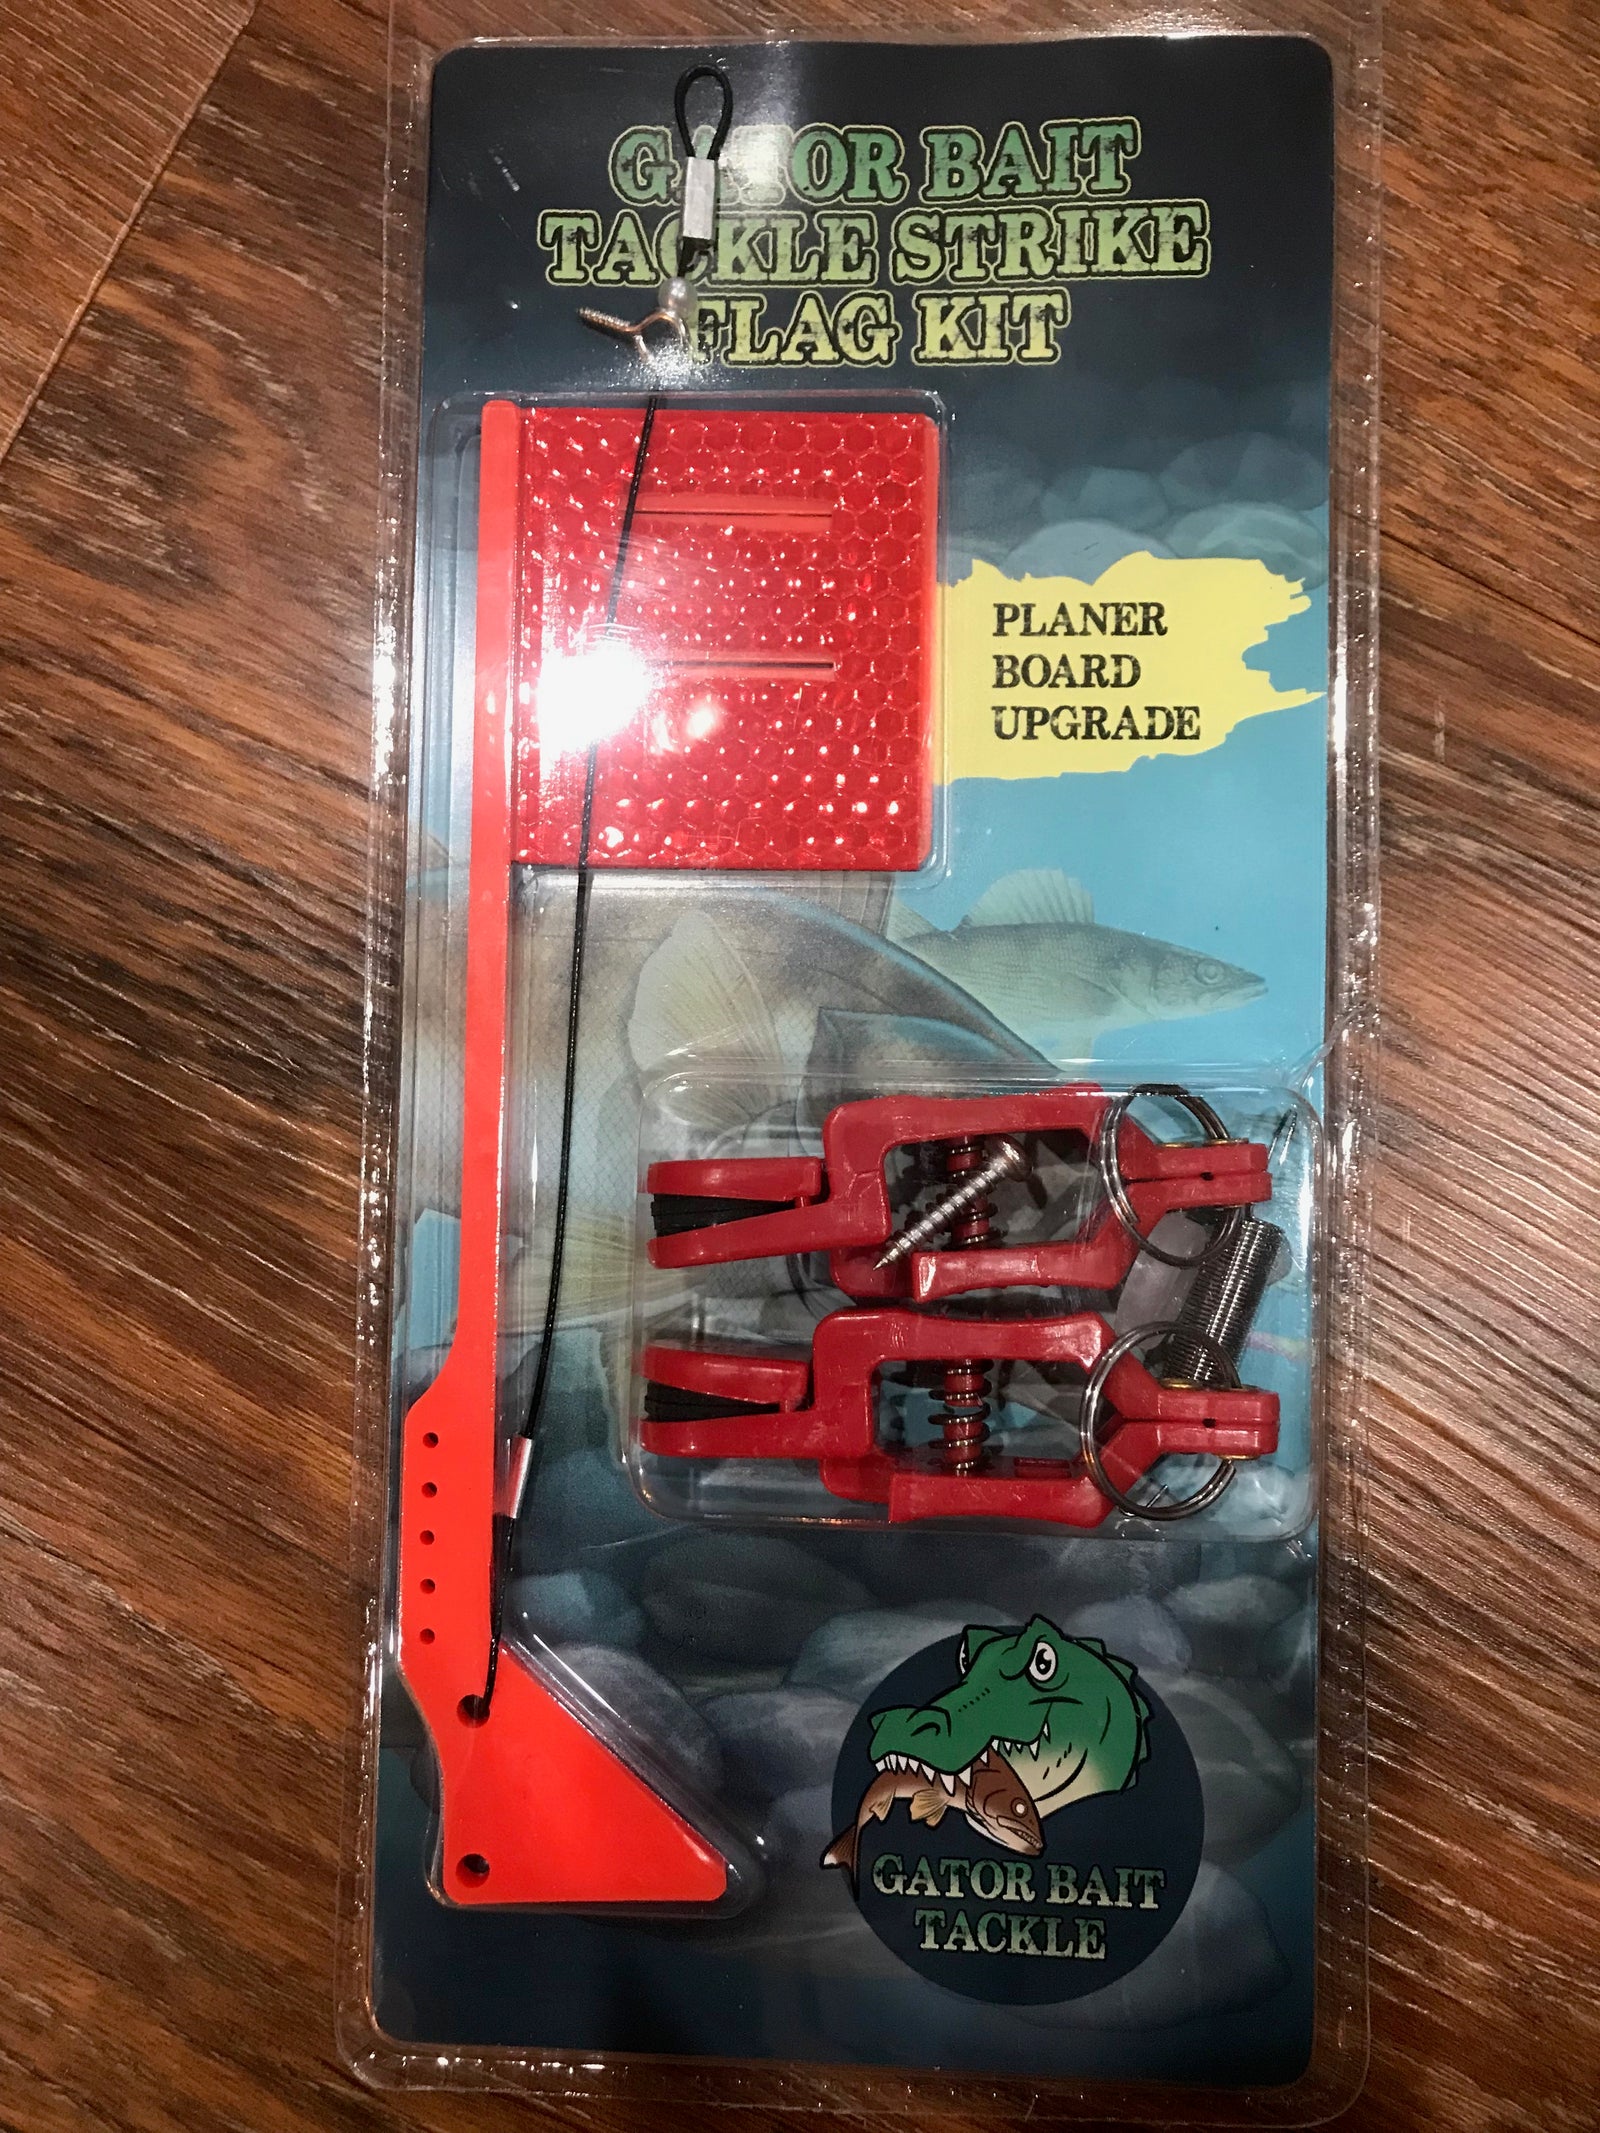 GATOR BAIT
TACKLE STRIKE
FLAG KIT
PLANER
BOARD
UPGRADE
GATOR BAIT
TACKLE